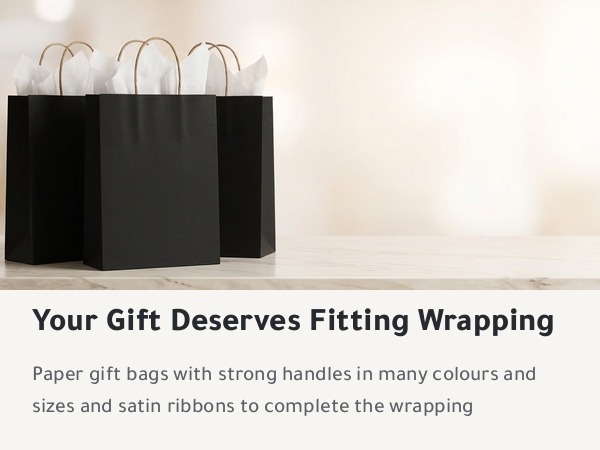 Your Gift Deserves Fitting Wrapping
Paper gift bags with strong handles in many colours and
sizes and satin ribbons to complete the wrapping